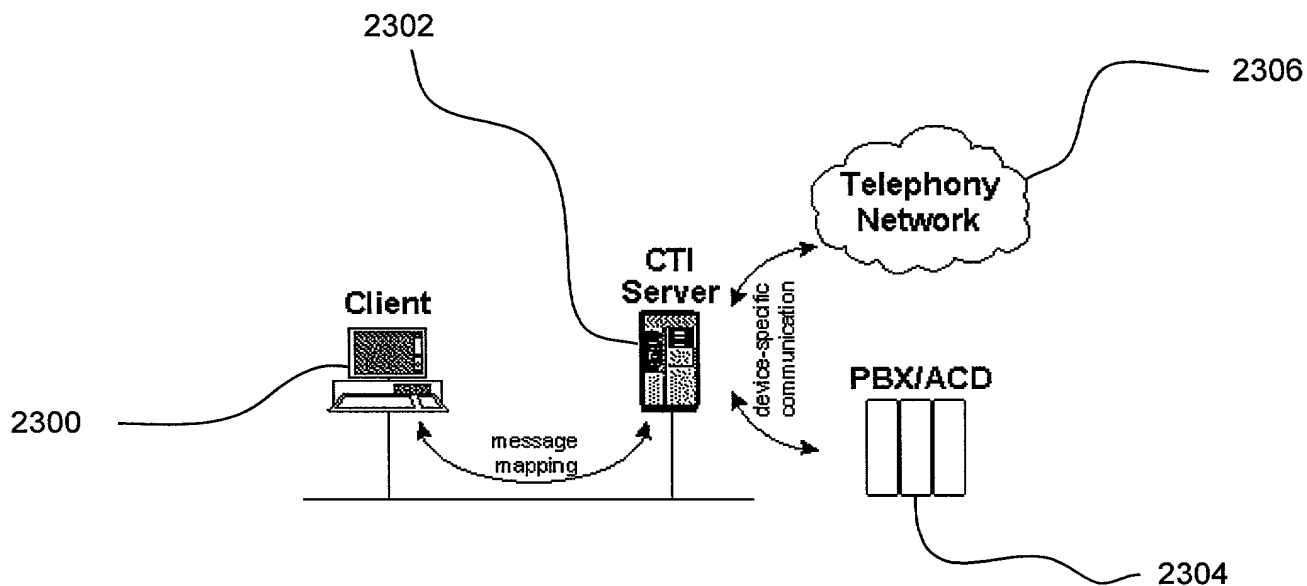 2302
2306
Telephony
Network
CTI
Server
Client
device-specific
communication
PBX/ACD
2300
message
mapping
2304